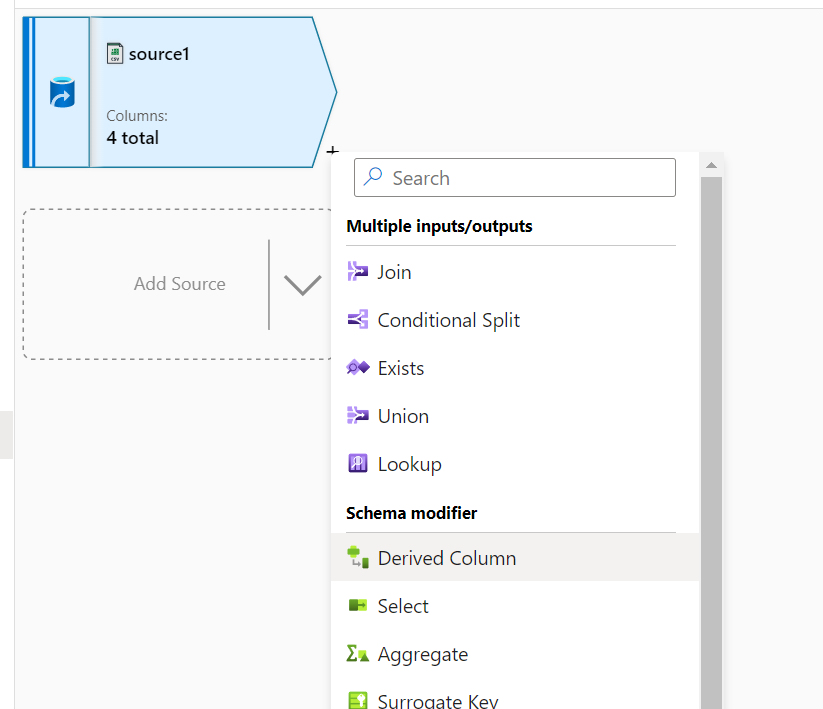 source1
Columns:
4 total
Add Source
Search
Multiple inputs/outputs
Join
Conditional Split
Exists
Union
Lookup
Schema modifier
Derived Column
Select
Aggregate
Surrogate Key